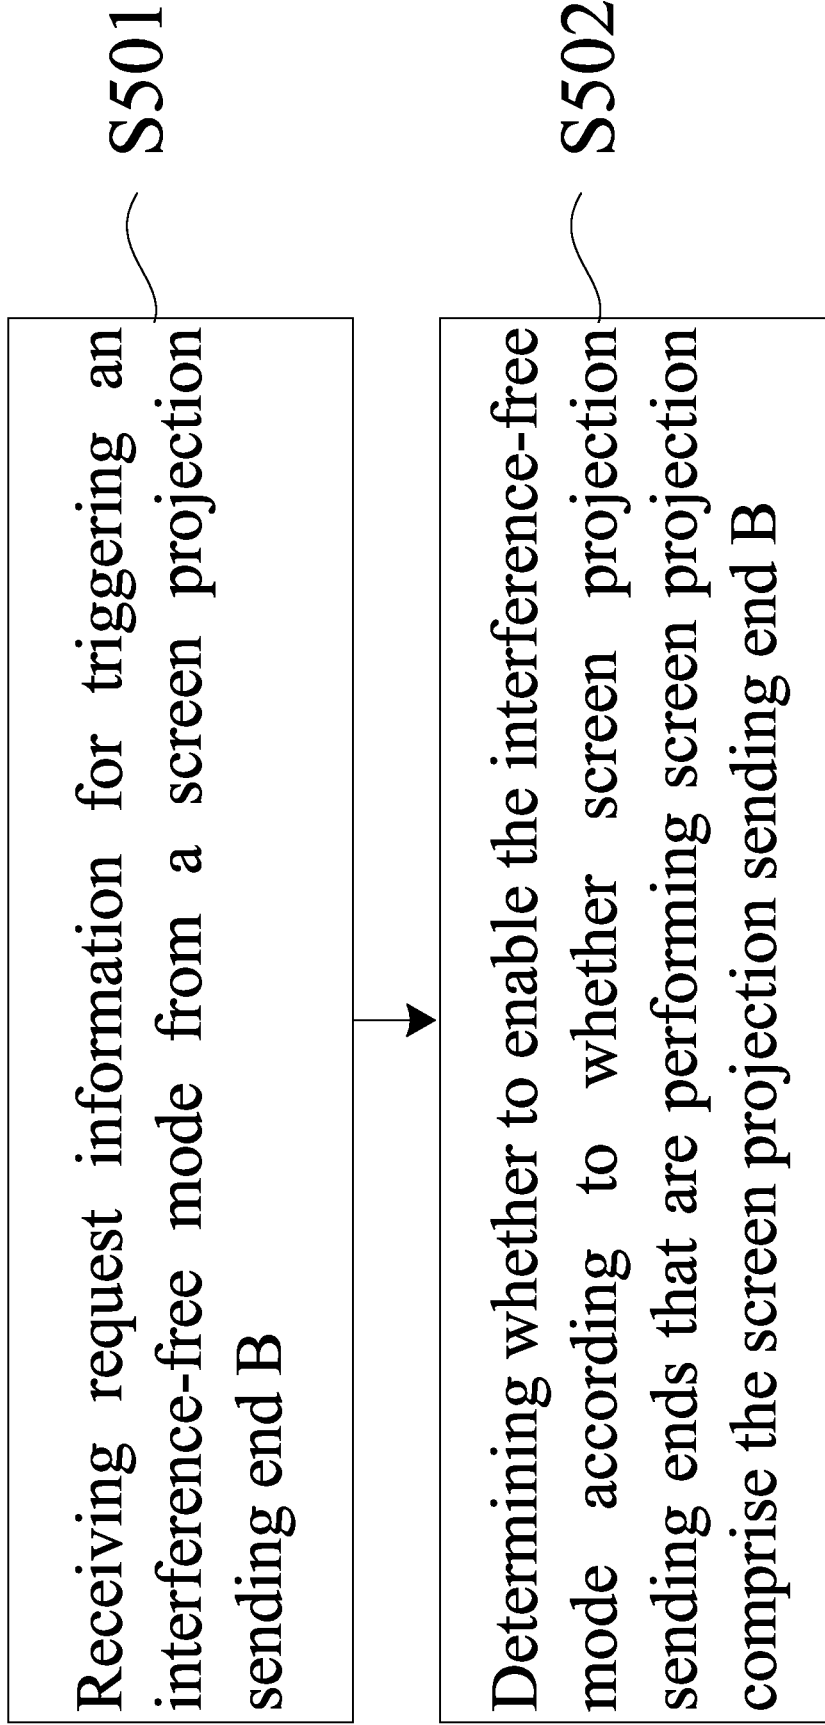 Receiving request information for triggering an
interference-free mode from a screen projection
sending end B
S501
Determining whether to enable the interference-free
mode according to whether screen projection
sending ends that are performing screen projection
comprise the screen projection sending end B
S502